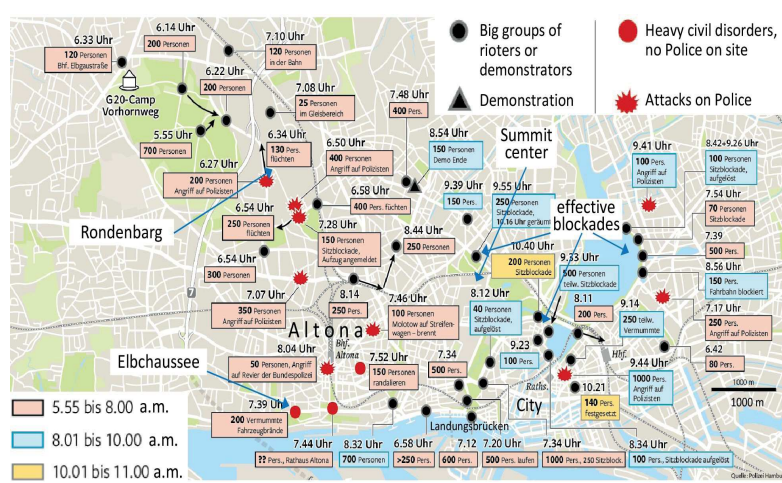 Big groups of
rioters or
demonstrators
Demonstration
Heavy civil disorders,
no Police on site
Attacks on Police
6.33 Uhr
120 Personen
Bhf. Elbgaustraße
G20-Camp
Vorhornweg
6.14 Uhr
200 Personen
6.22 Uhr
200 Personen
7.10 Uhr
120 Personen
in der Bahn
7.08 Uhr
25 Personen
im Gleisbereich
5.55 Uhr
700 Personen
6.27 Uhr
200 Personen
Angriff auf Polizisten
6.34 Uhr
130 Pers.
flüchten
6.50 Uhr
400 Personen
Angriff auf Polizisten
7.48 Uhr
400 Pers.
8.54 Uhr
150 Personen
Demo Ende
Summit
center
9.41 Uhr
100 Pers.
Angriff auf
Polizisten
8.42+9.26 Uhr
100 Personen
Sitzblockade,
aufgelöst
Rondenbarg
6.54 Uhr
250 Personen
flüchten
6.58 Uhr
400 Pers. flüchten
7.28 Uhr
150 Personen
Sitzblockade,
Aufzug angemeldet
8.44 Uhr
250 Personen
9.39 Uhr
150 Pers.
9.55 Uhr
250 Personen
Sitzblockade,
10.16 Uhr geräumt
effective
blockades
7.54 Uhr
70 Personen
Sitzblockade
7.39
500 Pers.
6.54 Uhr
300 Personen
10.40 Uhr
200 Personen
Sitzblockade
9.33 Uhr
500 Personen
teilw. Sitzblockade
8.56 Uhr
150 Pers.
Fahrbahn blockiert
7
7.07 Uhr
350 Personen
Angriff auf Polizisten
8.14
250 Pers.
7.46 Uhr
100 Personen
Molotow auf Streifen-
wagen – brennt
8.12 Uhr
40 Personen
Sitzblockade,
aufgelöst
8.11
200 Pers.
9.14
250 teilw.
Vermummte
7.17 Uhr
250 Pers.
Angriff auf Polizisten
Altona
Bhf.
Altona
Elbchaussee
8.04 Uhr
50 Personen, Angriff
auf Revier der Bundespolizei
7.52 Uhr
150 Personen
randalieren
7.34
500 Pers.
9.23
100 Pers.
Hbf.
6.42
80 Pers.
9.44 Uhr
1000 Pers.
Angriff auf
Polizisten
Raths.
City
10.21
140 Pers.
festgesetzt
1000 m
1000 m
7.39 Uhr
200 Vermummte
Fahrzeugbrände
Landungsbrücken
5.55 bis 8.00 a.m.
8.01 bis 10.00 a.m.
10.01 bis 11.00 a.m.
7.44 Uhr
?? Pers., Rathaus Altona
8.32 Uhr
700 Personen
6.58 Uhr
>250 Pers.
7.12
600 Pers.
7.20 Uhr
500 Pers. laufen
7.34 Uhr
1000 Pers., 250 Sitzblock.
8.34 Uhr
100 Pers., Sitzblockade aufgelöst
Quelle: Polizei Hambu